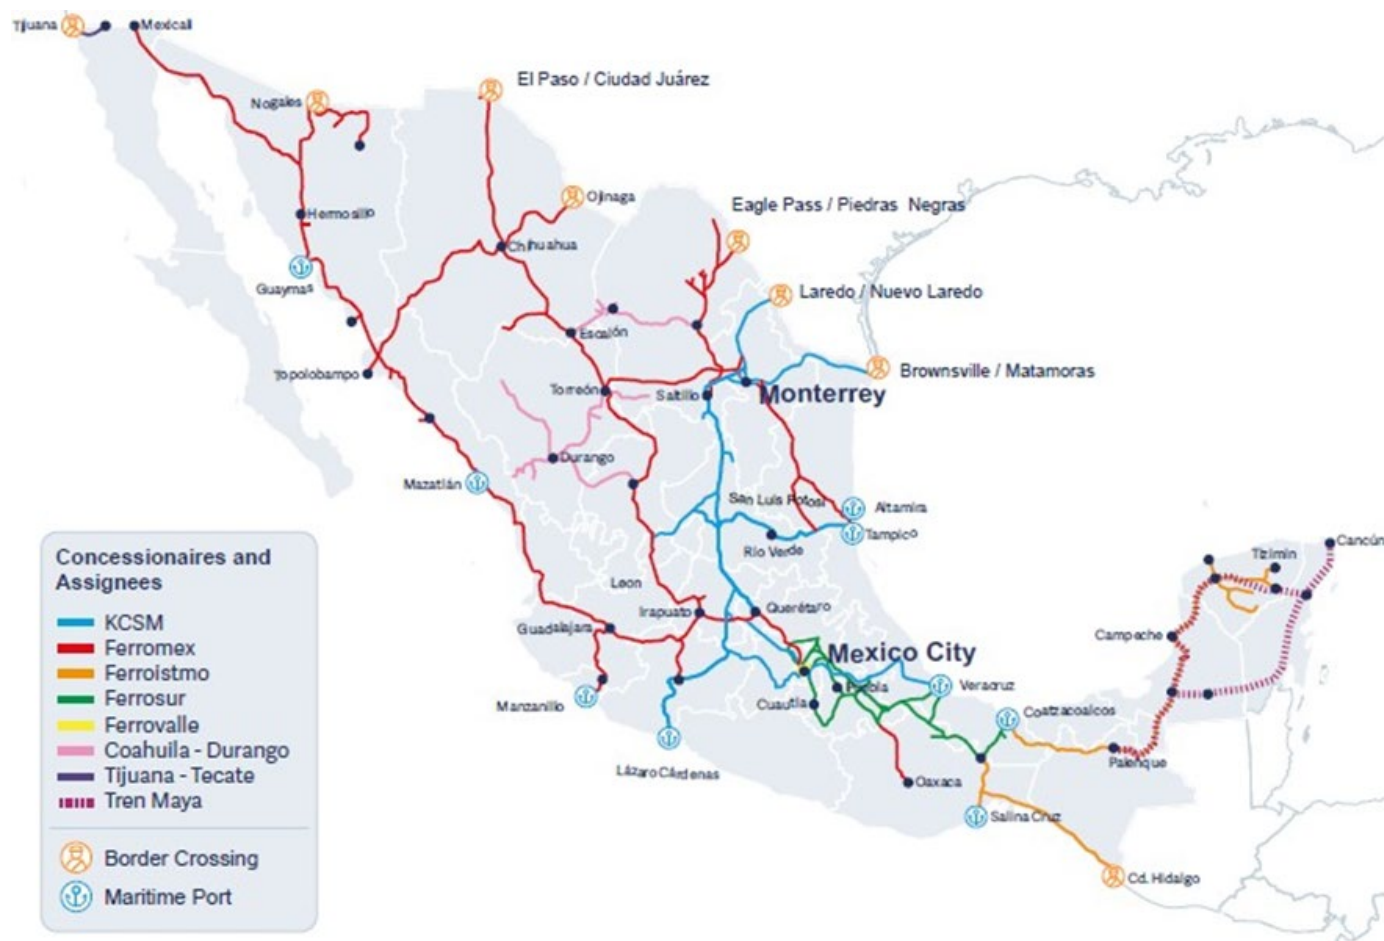 Tijuana
Mexicali
Nogales
El Paso / Ciudad Juárez
Ojinaga
Eagle Pass / Piedras Negras
Hermosillo
Chihuahua
Guaymas
Laredo / Nuevo Laredo
Escalón
Topolobampo
Brownsville / Matamoras
Torreón
Saltillo
Monterrey
Durango
Mazatlán
San Luis Potosi
Altamira
Tampico
Rio Verde
Cancún
Tizimin
Leon
Irapuato
Querétaro
Guadalajara
Campeche
Mexico City
Puebla
Veracruz
Manzanillo
Cuautla
Coatzacoalcos
Lázaro Cárdenas
Palenque
Oaxaca
Salina Cruz
Cd. Hidalgo
Concessionaires and
Assignees
KCSM
Ferromex
Ferroistmo
Ferrosur
Ferrovalle
Coahuila - Durango
Tijuana - Tecate
Tren Maya
Border Crossing
Maritime Port